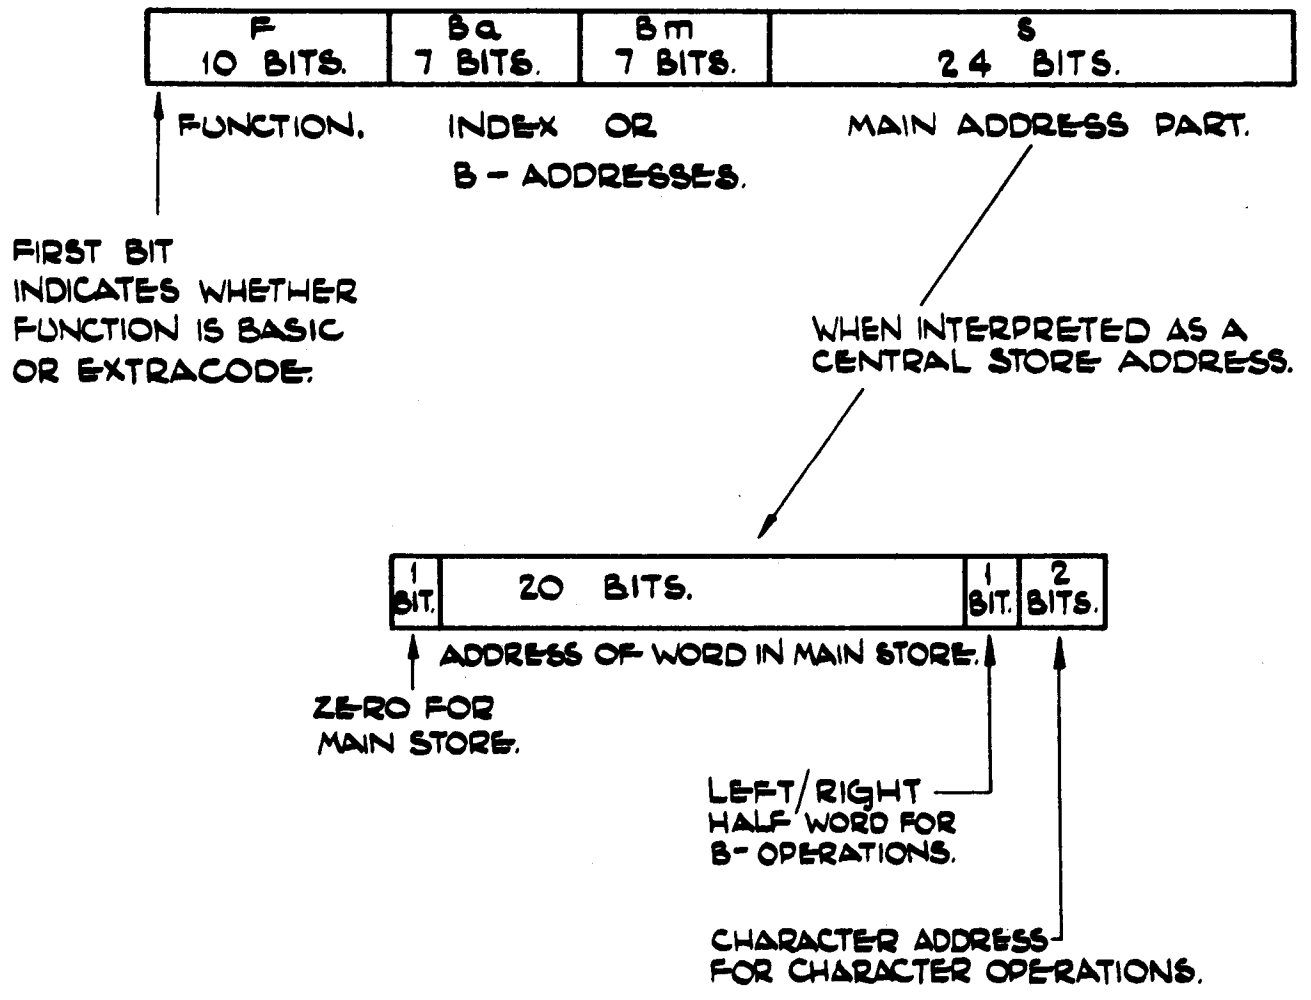 F Ba Bm S
10 BITS. 7 BITS. 7 BITS. 24 BITS.
FUNCTION. INDEX OR MAIN ADDRESS PART.
B - ADDRESSES.
FIRST BIT
INDICATES WHETHER
FUNCTION IS BASIC
OR EXTRACODE.
WHEN INTERPRETED AS A
CENTRAL STORE ADDRESS.
1 BIT. 20 BITS. 1 BIT. 2 BITS.
ADDRESS OF WORD IN MAIN STORE.
ZERO FOR
MAIN STORE.
LEFT/RIGHT
HALF WORD FOR
B-OPERATIONS.
CHARACTER ADDRESS
FOR CHARACTER OPERATIONS.